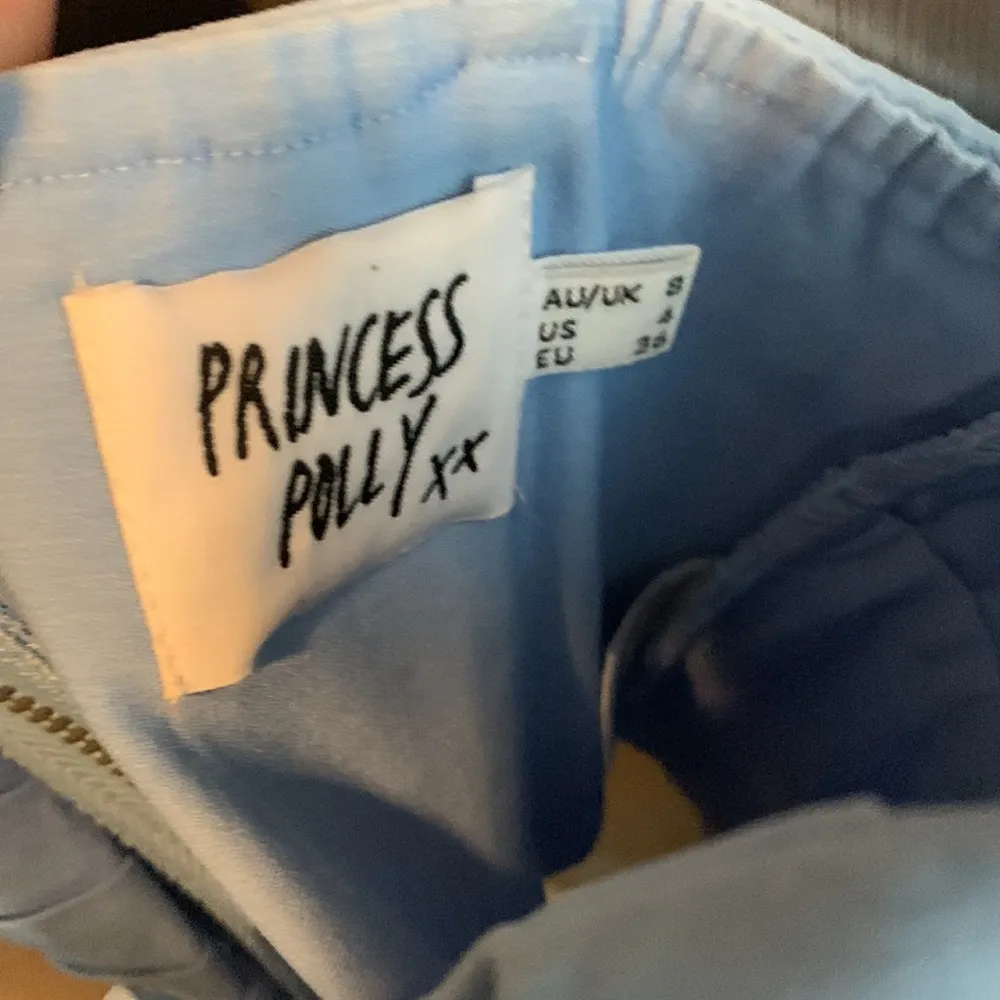 PRINCESS
POLLY xx
AU/UK 8
US 4
EU 36